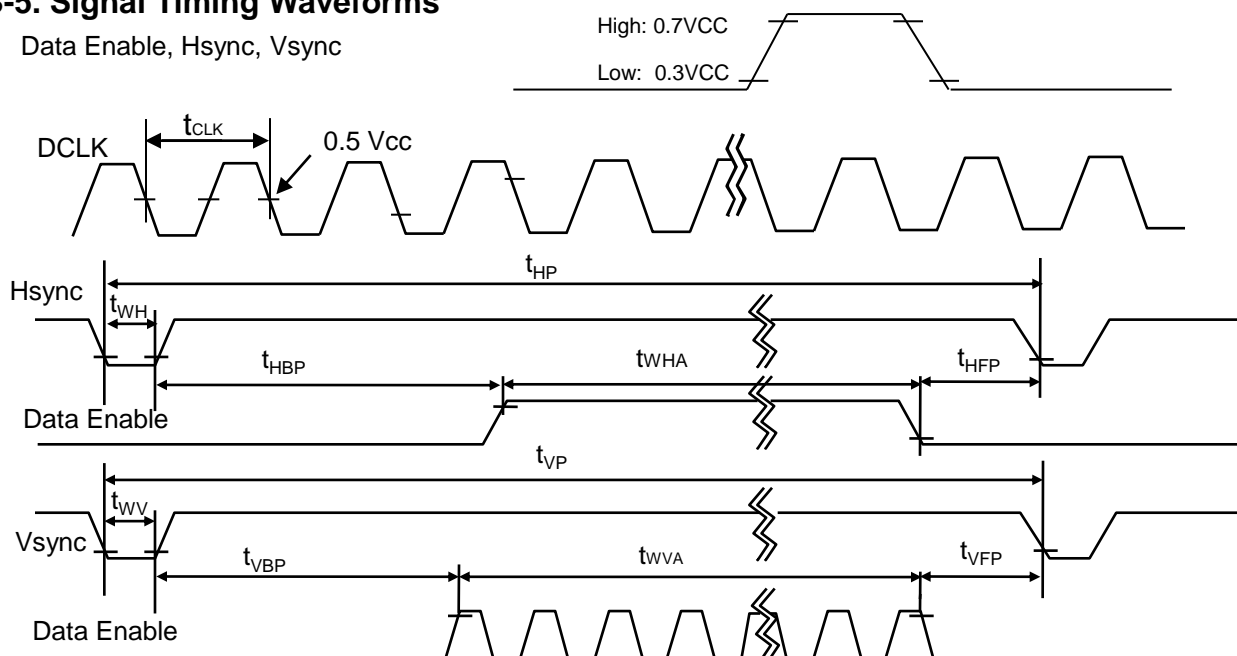 -5. Signal Timing Waveforms
Data Enable, Hsync, Vsync
High: 0.7VCC
Low: 0.3VCC
tCLK
0.5 Vcc
DCLK
tHP
Hsync
tWH
tHBP
tWHA
tHFP
Data Enable
tVP
tWV
Vsync
tVBP
tWVA
tVFP
Data Enable